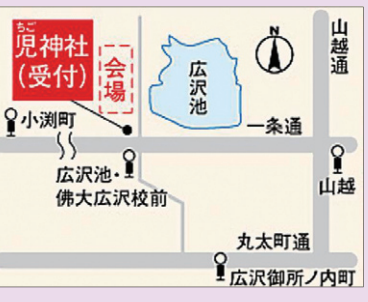 ちご
児神社
(受付)
会場
広沢池
N
山越通
小渕町
一条通
広沢池・
佛大広沢校前
山越
丸太町通
広沢御所ノ内町